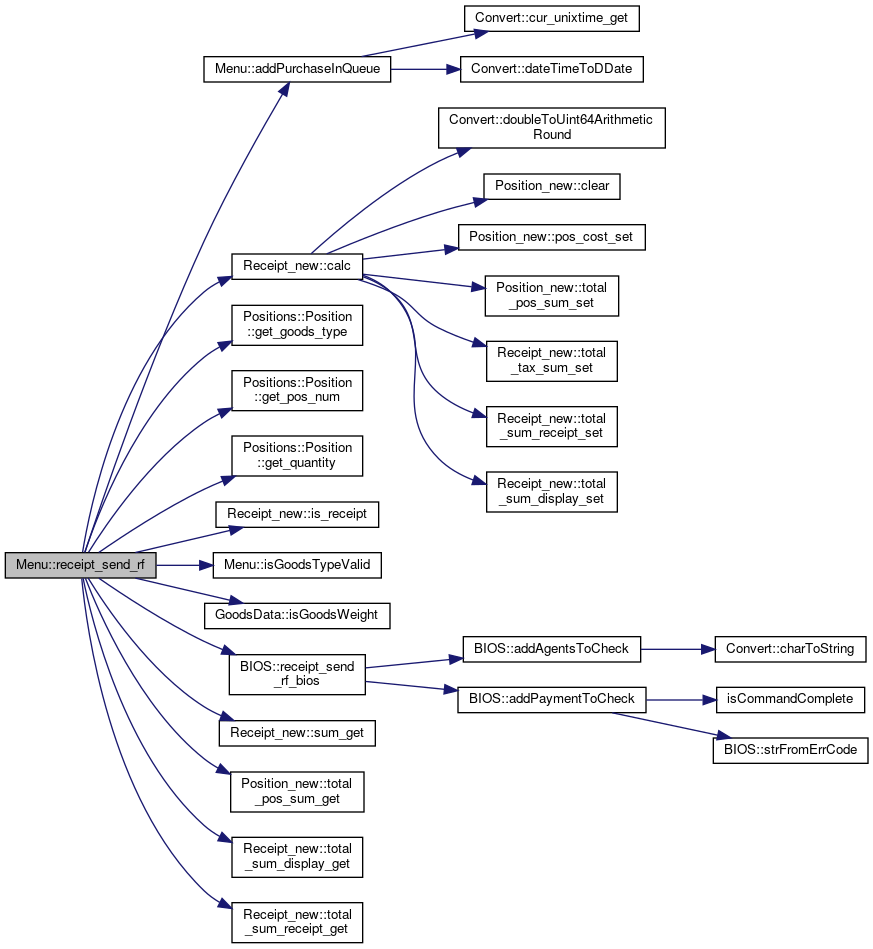 Convert::cur_unixtime_get
Menu::addPurchaseInQueue
Convert::dateTimeToDDate
Convert::doubleToUint64Arithmetic
Round
Position_new::clear
Position_new::pos_cost_set
Receipt_new::calc
Position_new::total
_pos_sum_set
Positions::Position
::get_goods_type
Receipt_new::total
_tax_sum_set
Positions::Position
::get_pos_num
Receipt_new::total
_sum_receipt_set
Positions::Position
::get_quantity
Receipt_new::total
_sum_display_set
Receipt_new::is_receipt
Menu::receipt_send_rf
Menu::isGoodsTypeValid
GoodsData::isGoodsWeight
BIOS::receipt_send
_rf_bios
BIOS::addAgentsToCheck
Convert::charToString
BIOS::addPaymentToCheck
isCommandComplete
BIOS::strFromErrCode
Receipt_new::sum_get
Position_new::total
_pos_sum_get
Receipt_new::total
_sum_display_get
Receipt_new::total
_sum_receipt_get